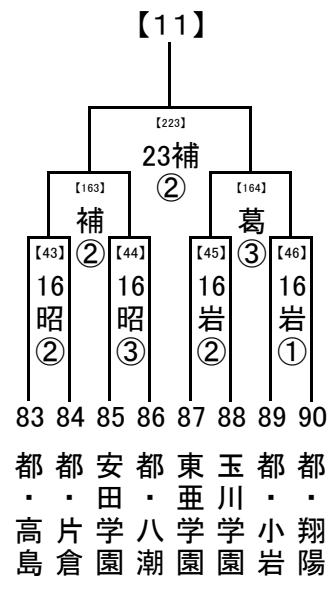 【11】
【223】
23補
②
【163】
【164】
補
②
葛
③
【43】
【44】
【45】
【46】
16
昭
②
16
昭
③
16
岩
②
16
岩
①
83 84 85 86 87 88 89 90
都・高島
都・片倉
安田学園
都・八潮
東亜学園
玉川学園
都・小岩
都・翔陽